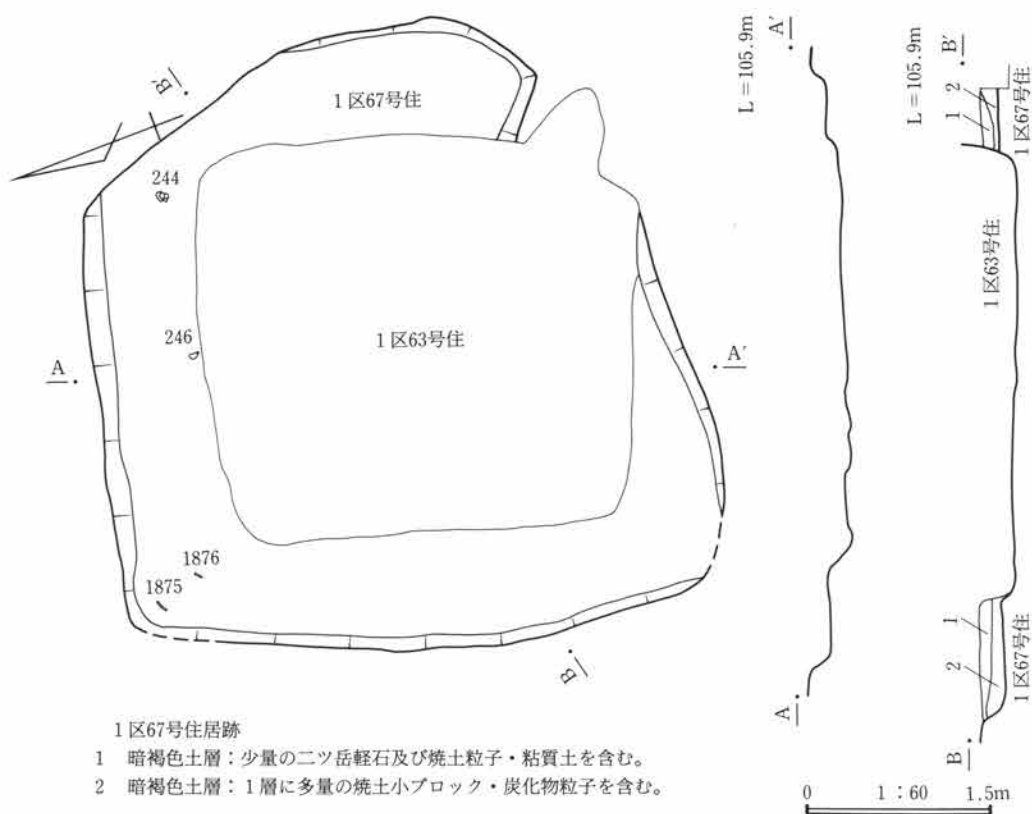 1区67号住
B′
244
246
1区63号住
A
A′
1876
1875
B
L=105.9m
A′
A
L=105.9m
B′
1
2
1区67号住
1区63号住
1
2
1区67号住
B
1区67号住居跡
1 暗褐色土層：少量の二ツ岳軽石及び焼土粒子・粘質土を含む。
2 暗褐色土層：1層に多量の焼土小ブロック・炭化物粒子を含む。
0 1：60 1.5m